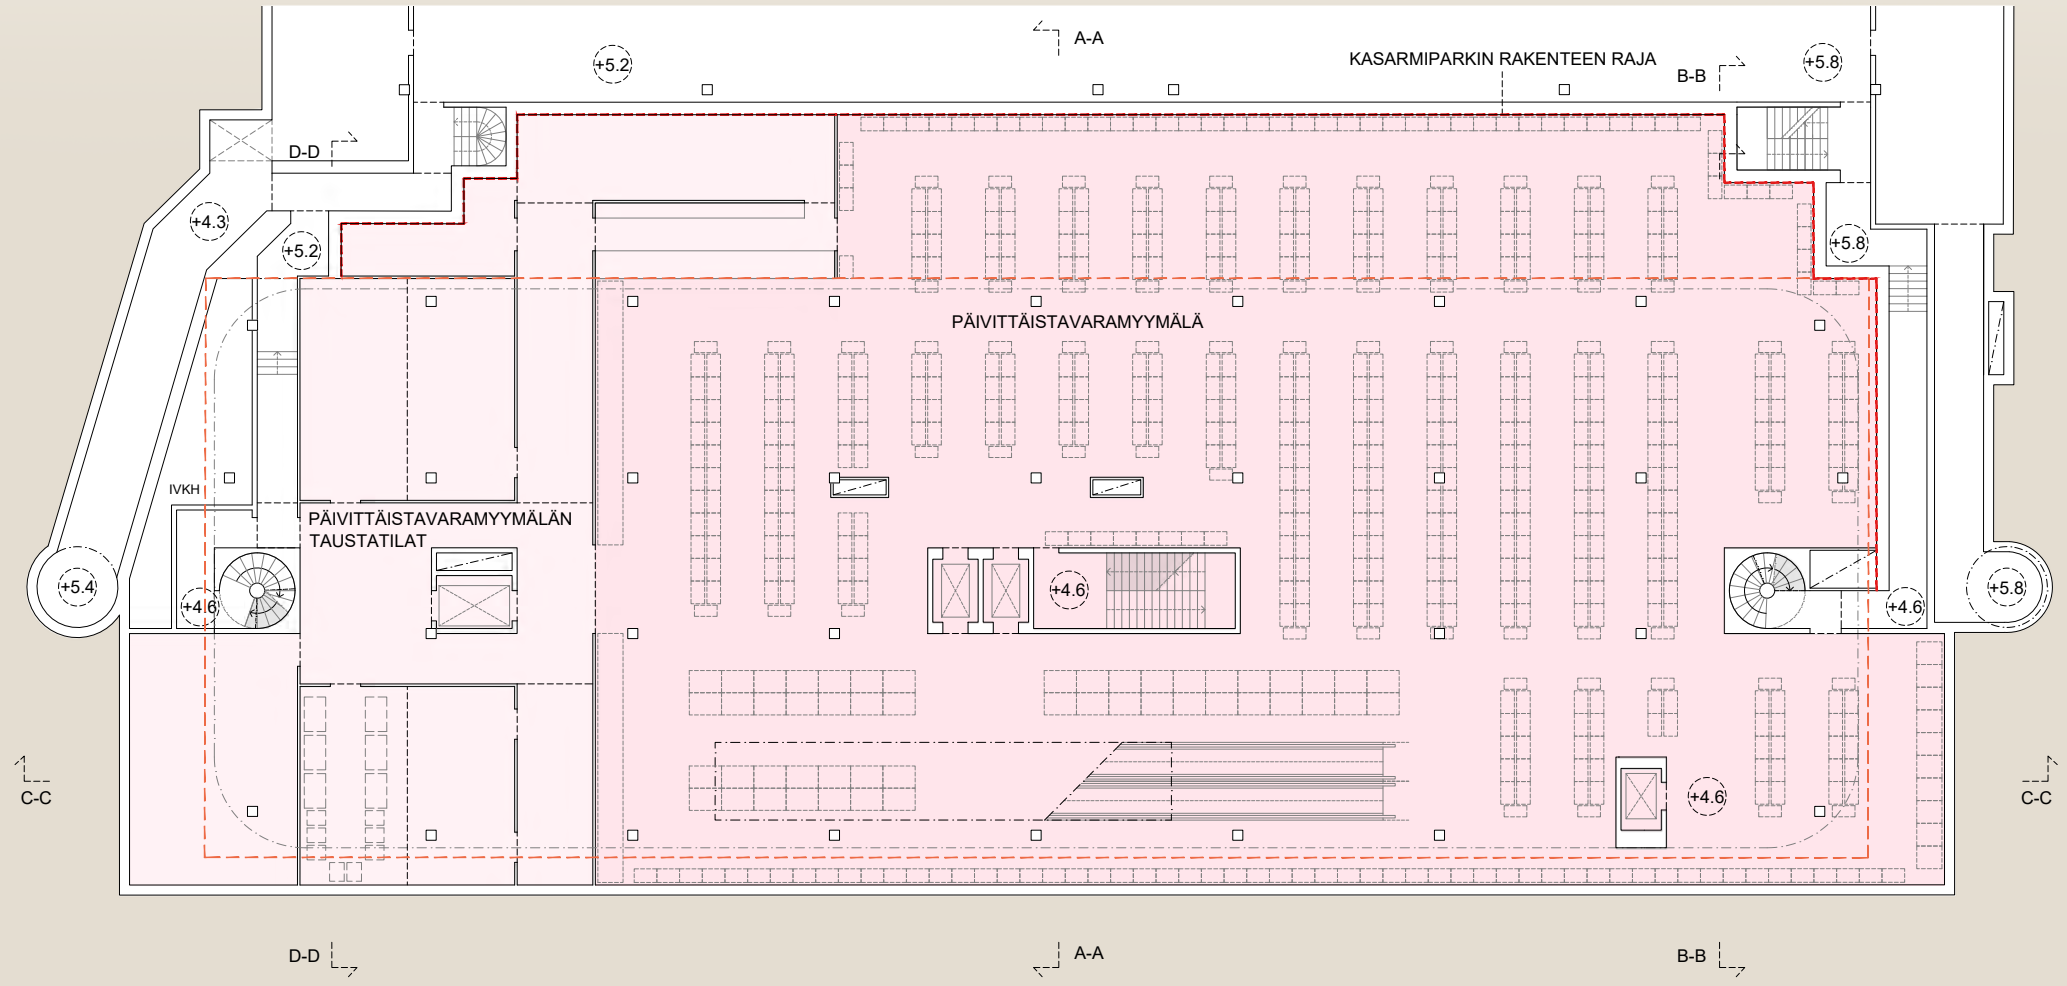 A-A
+5.2
KASARMIPARKIN RAKENTEEN RAJA
+5.8
B-B
D-D
+4.3
+5.2
+5.8
PÄIVITTÄISTAVARAMYYMÄLÄ
IVKH
PÄIVITTÄISTAVARAMYYMÄLÄN
TAUSTATILAT
+5.4
+4.6
+4.6
+4.6
+5.8
C-C
+4.6
C-C
D-D
A-A
B-B